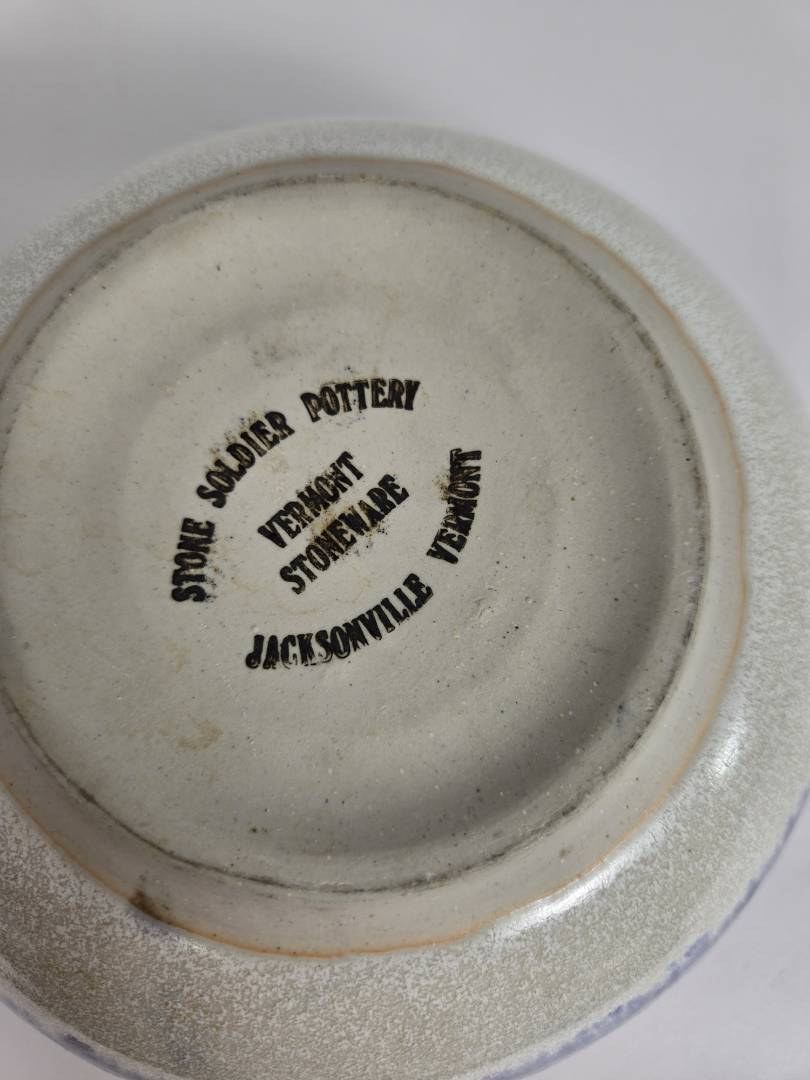 STONE SOLDIER POTTERY
VERMONT
STONEWARE
JACKSONVILLE VERMONT